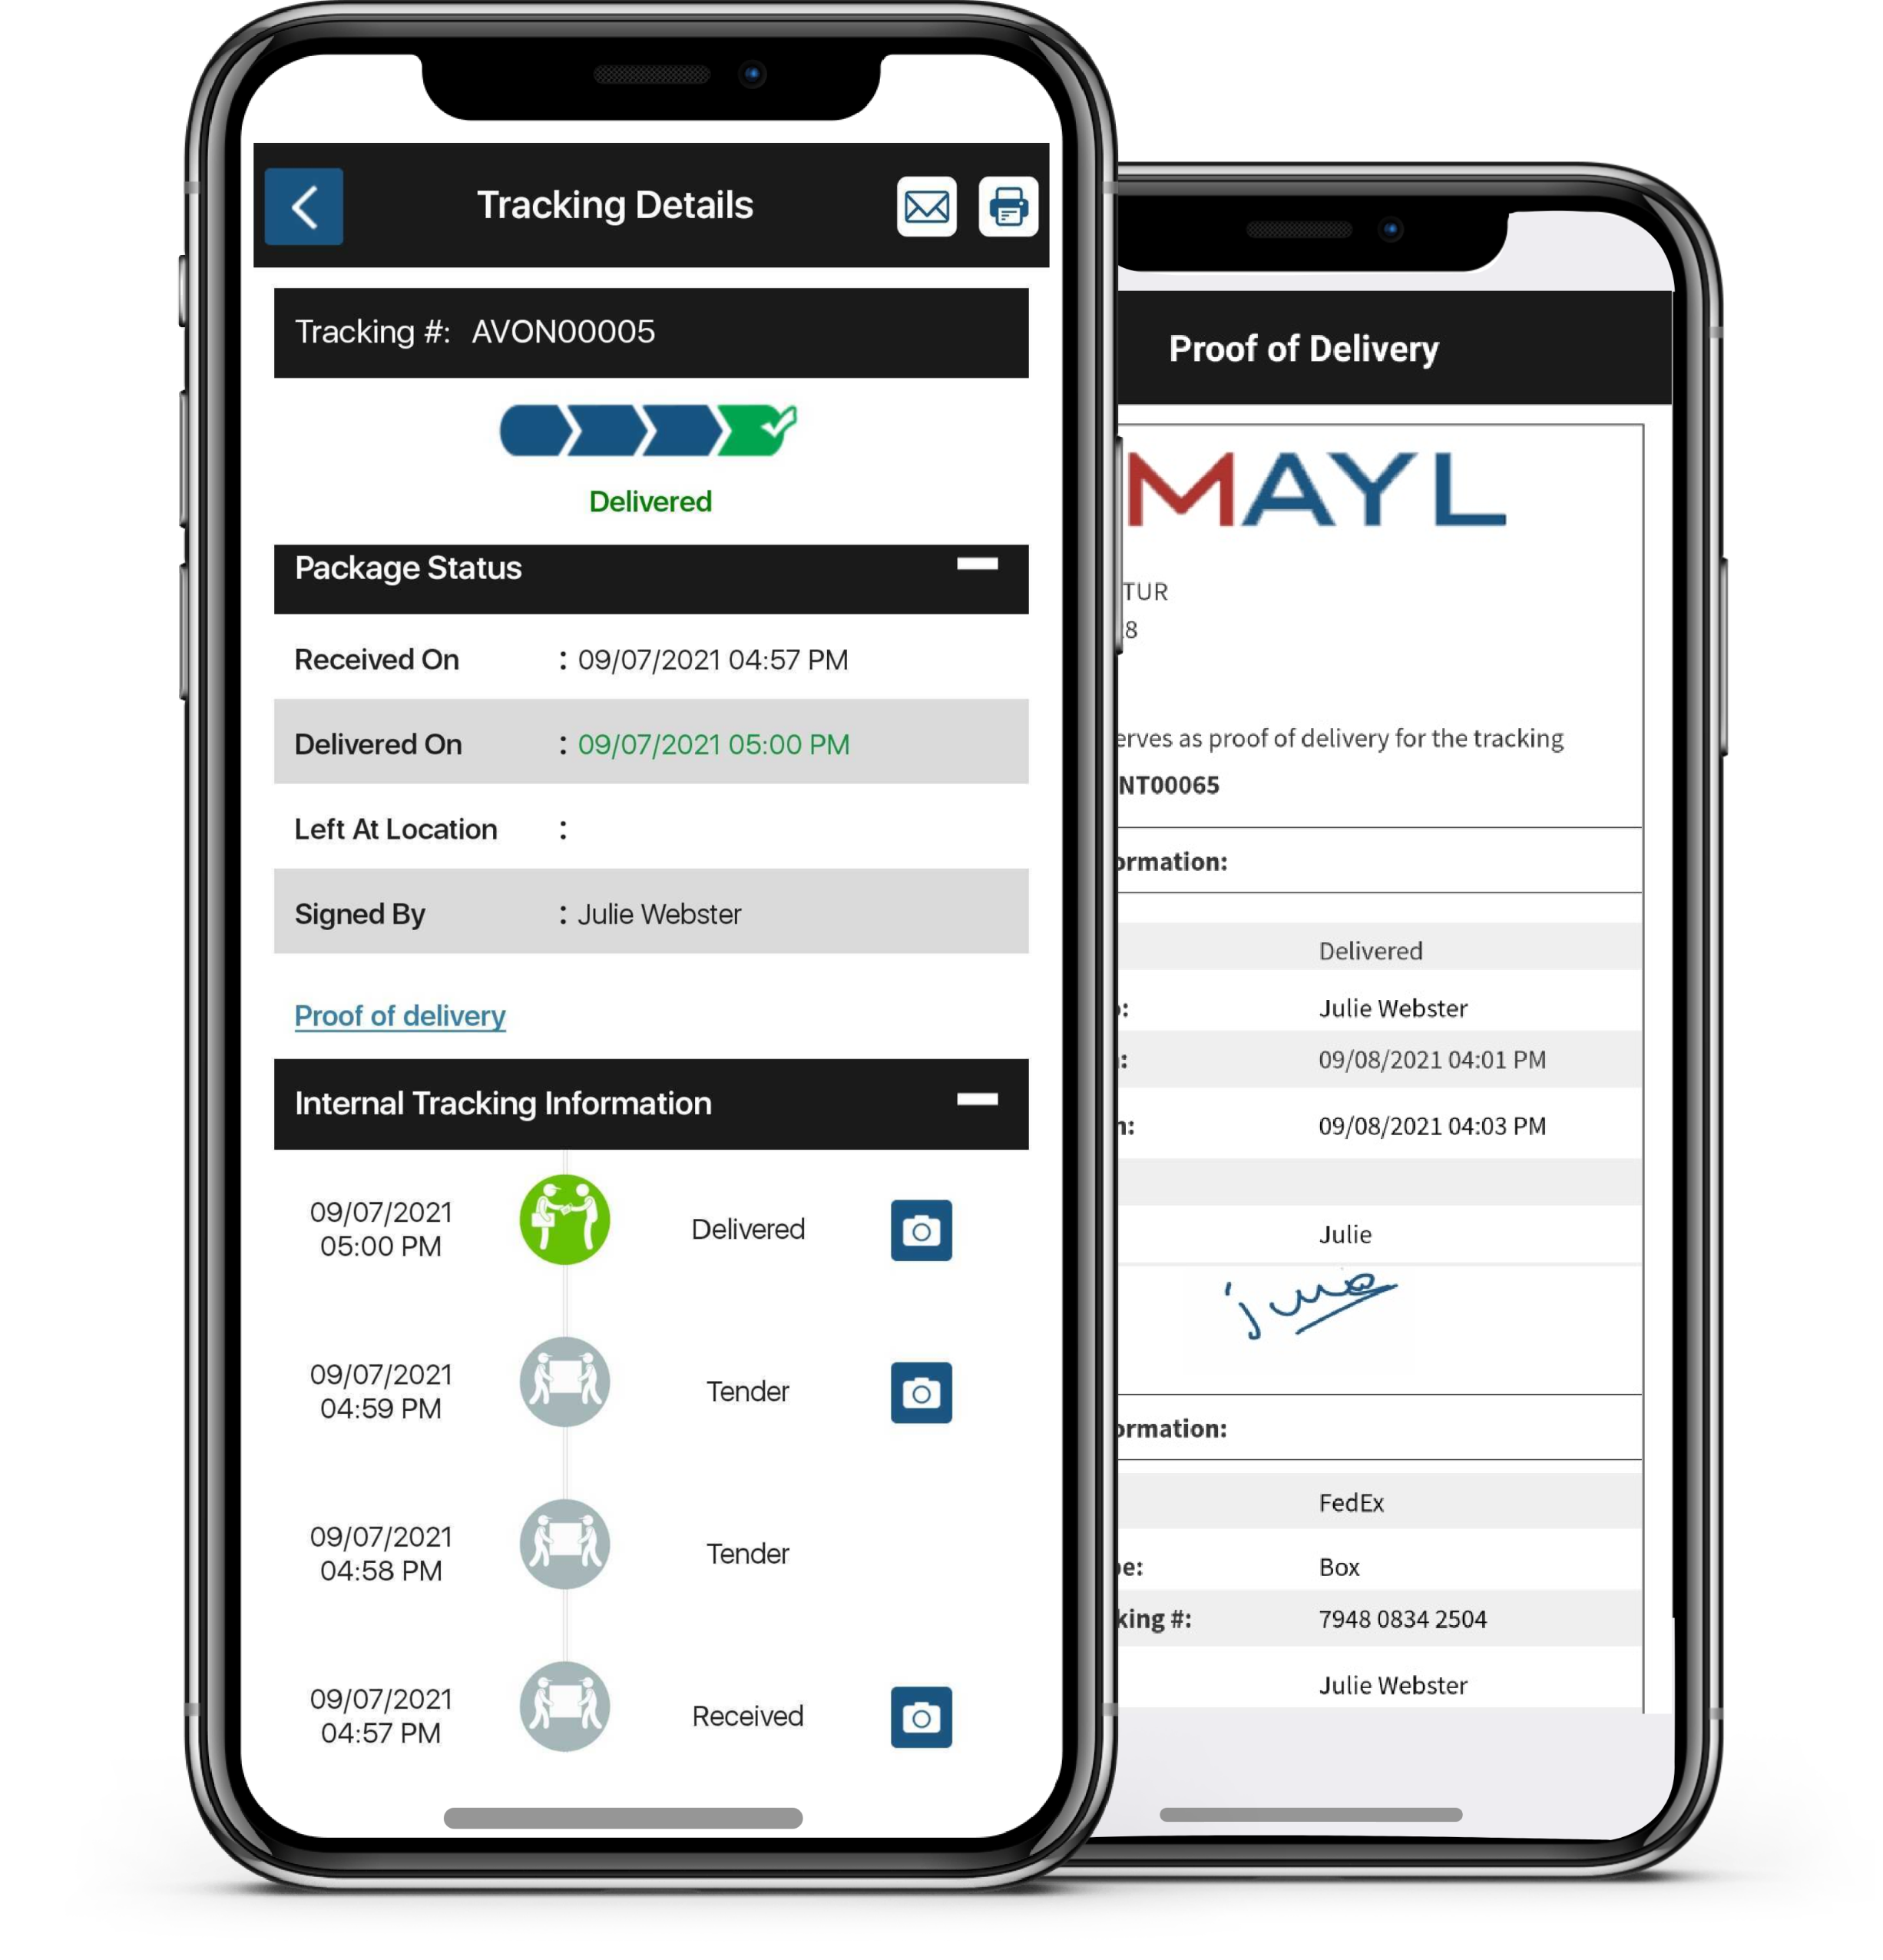 Tracking Details
Tracking #: AVON00005
Delivered
Package Status
Received On : 09/07/2021 04:57 PM
Delivered On : 09/07/2021 05:00 PM
Left At Location :
Signed By : Julie Webster
Proof of delivery
Internal Tracking Information
09/07/2021
05:00 PM Delivered
09/07/2021
04:59 PM Tender
09/07/2021
04:58 PM Tender
09/07/2021
04:57 PM Received
Proof of Delivery
MAYL
TUR
8
erves as proof of delivery for the tracking
NT00065
ormation:
Delivered
: Julie Webster
: 09/08/2021 04:01 PM
n: 09/08/2021 04:03 PM
Julie
ormation:
FedEx
e: Box
king #: 7948 0834 2504
Julie Webster